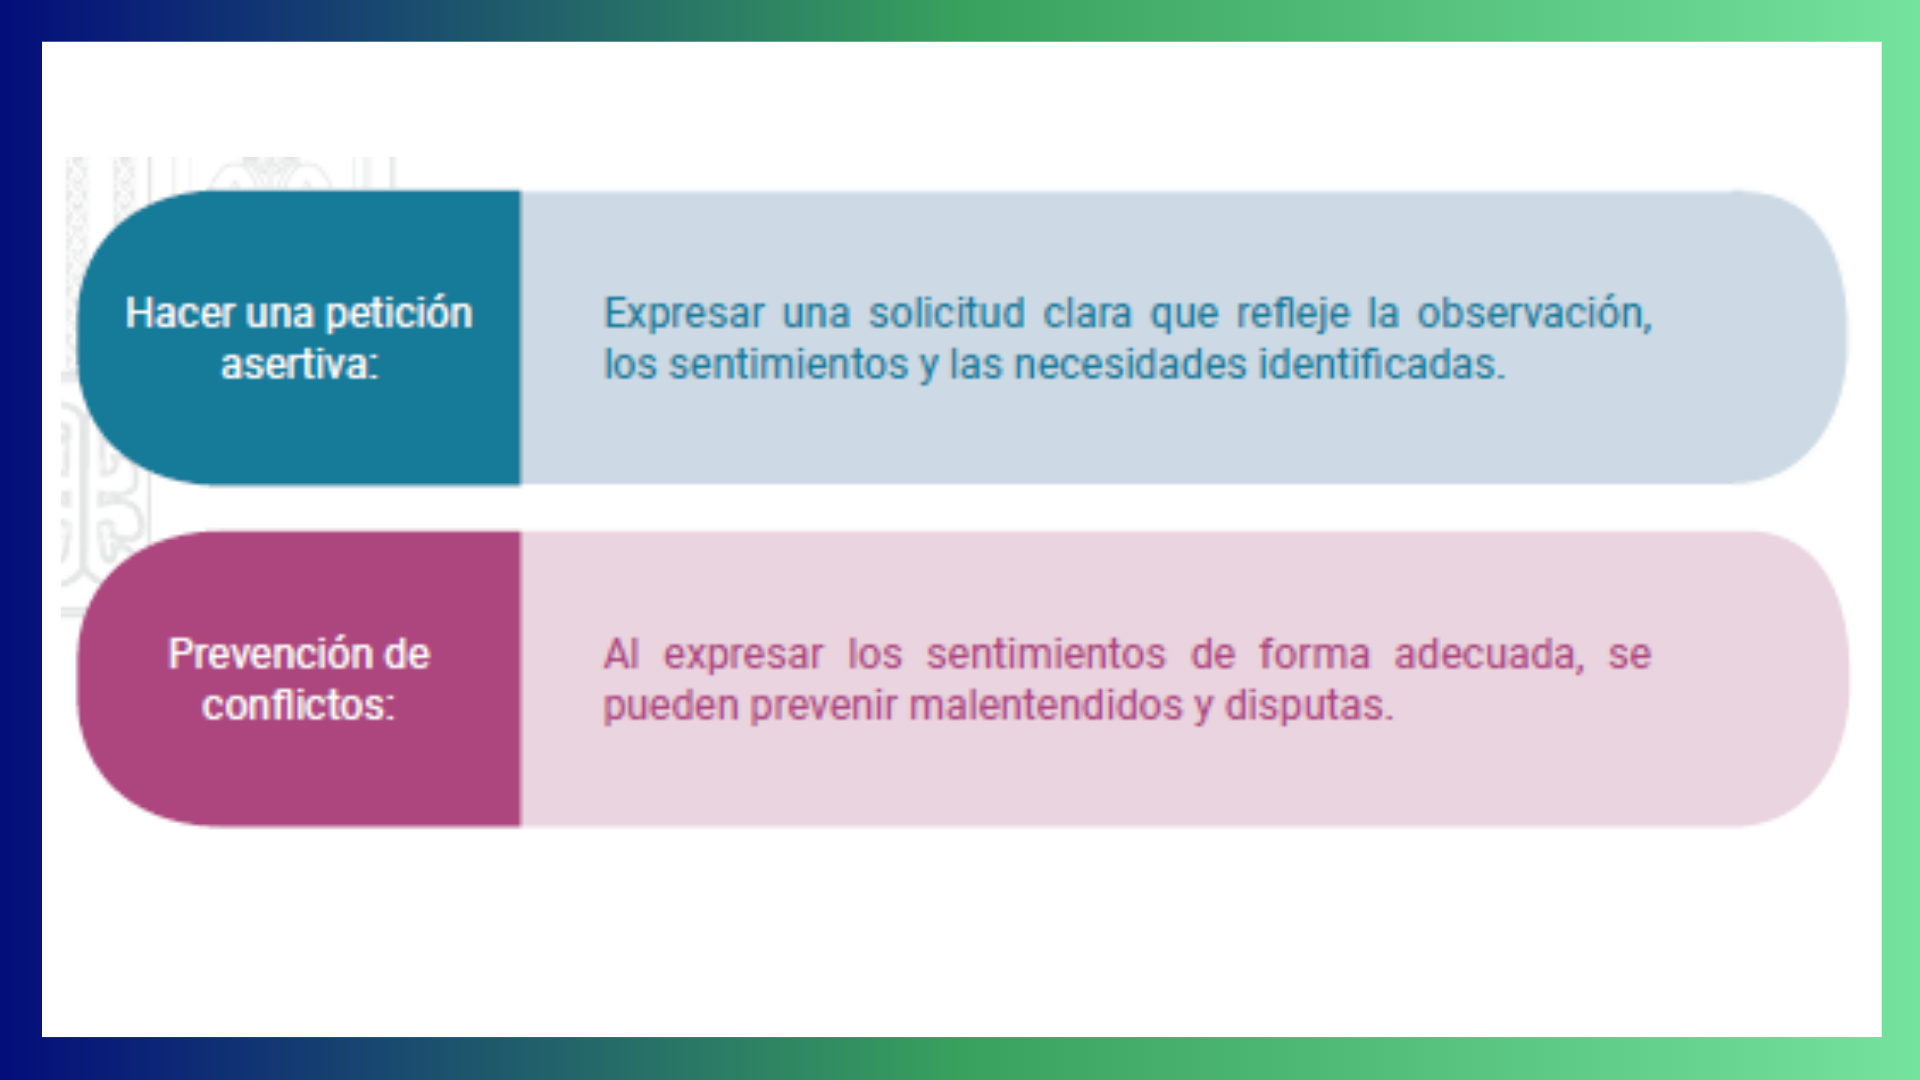 Hacer una petición
asertiva:
Expresar una solicitud clara que refleje la observación,
los sentimientos y las necesidades identificadas.
Prevención de
conflictos:
Al expresar los sentimientos de forma adecuada, se
pueden prevenir malentendidos y disputas.